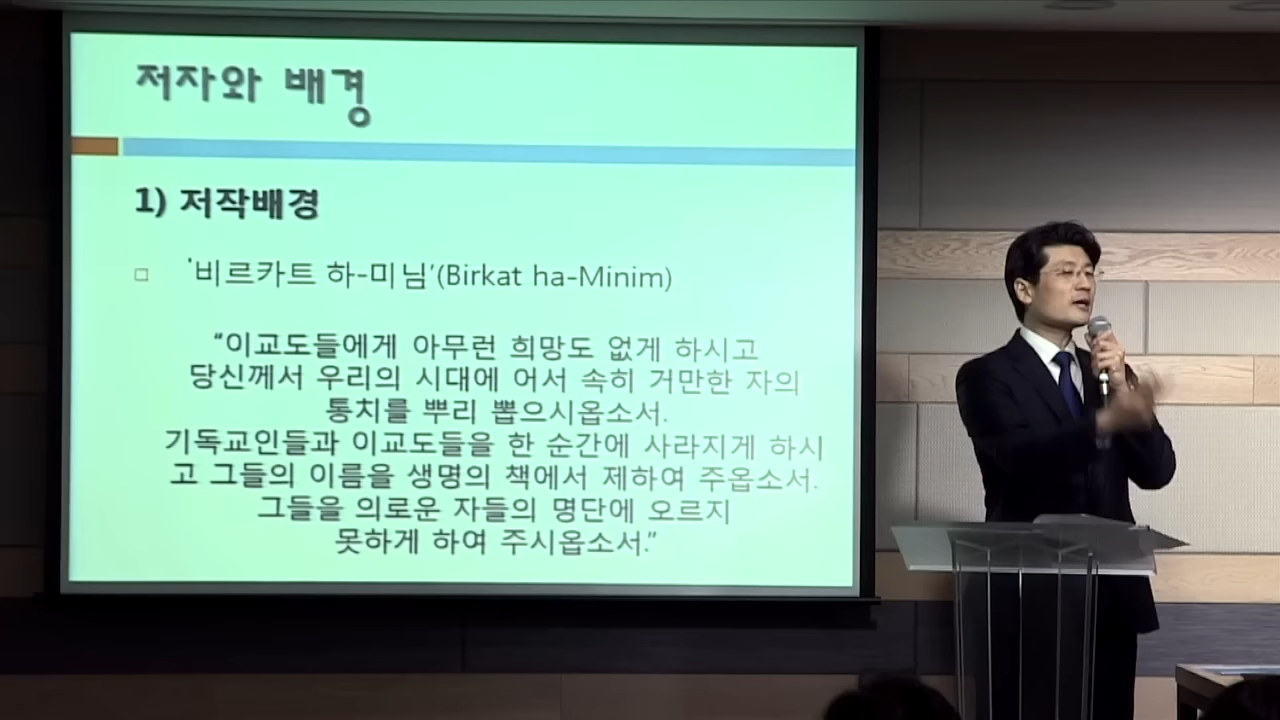 저자와 배경
1) 저작배경
□ '비르카트 하-미님'(Birkat ha-Minim)
"이교도들에게 아무런 희망도 없게 하시고
당신께서 우리의 시대에 어서 속히 거만한 자의
통치를 뿌리 뽑으시옵소서.
기독교인들과 이교도들을 한 순간에 사라지게 하시
고 그들의 이름을 생명의 책에서 제하여 주옵소서.
그들을 의로운 자들의 명단에 오르지
못하게 하여 주시옵소서."